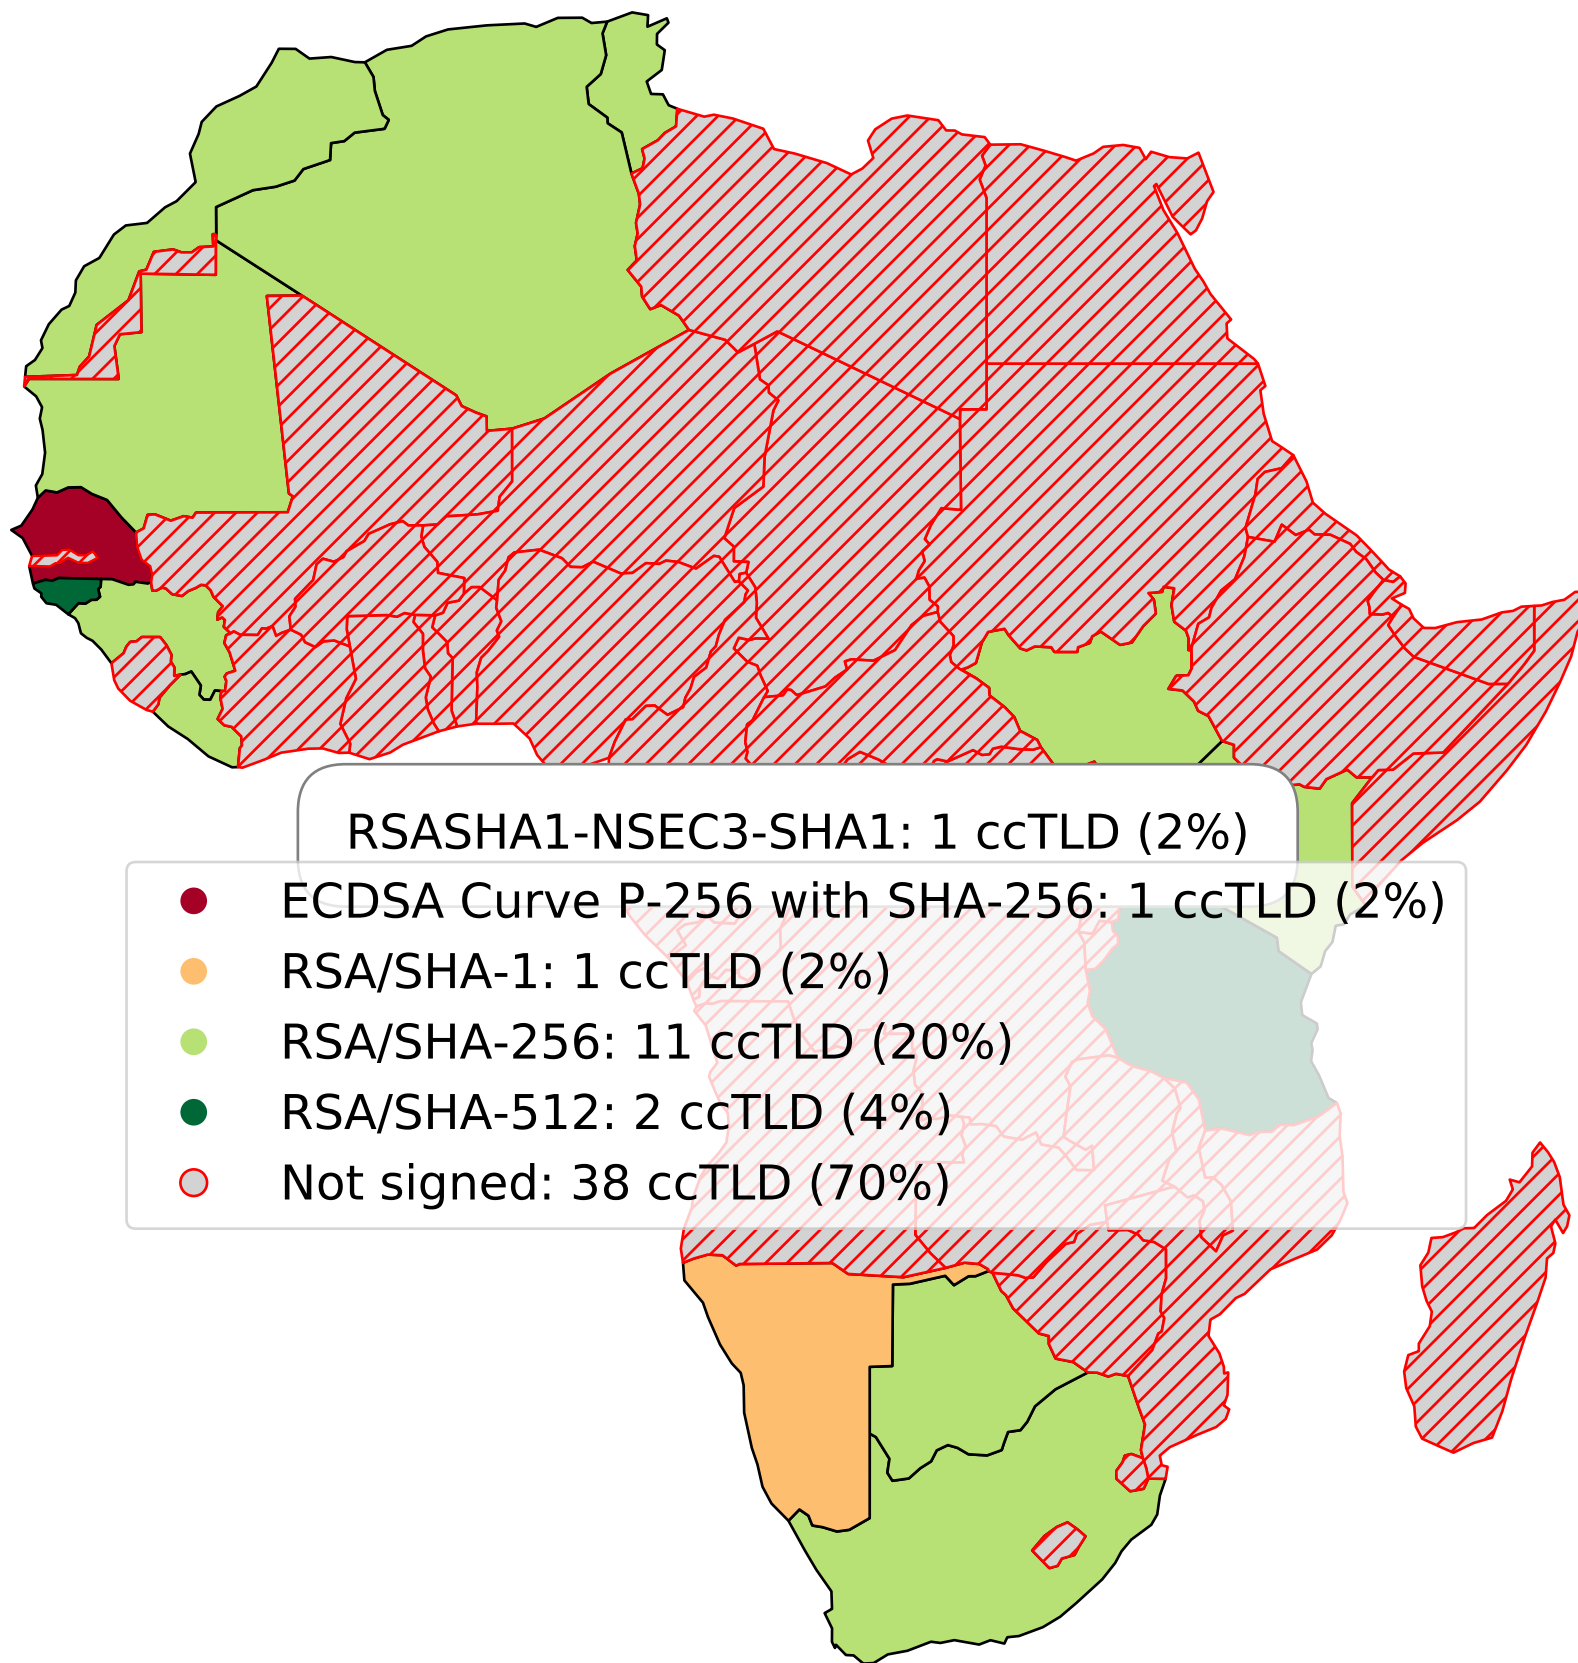 RSASHA1-NSEC3-SHA1: 1 ccTLD (2%)
ECDSA Curve P-256 with SHA-256: 1 ccTLD (2%)
RSA/SHA-1: 1 ccTLD (2%)
RSA/SHA-256: 11 ccTLD (20%)
RSA/SHA-512: 2 ccTLD (4%)
Not signed: 38 ccTLD (70%)